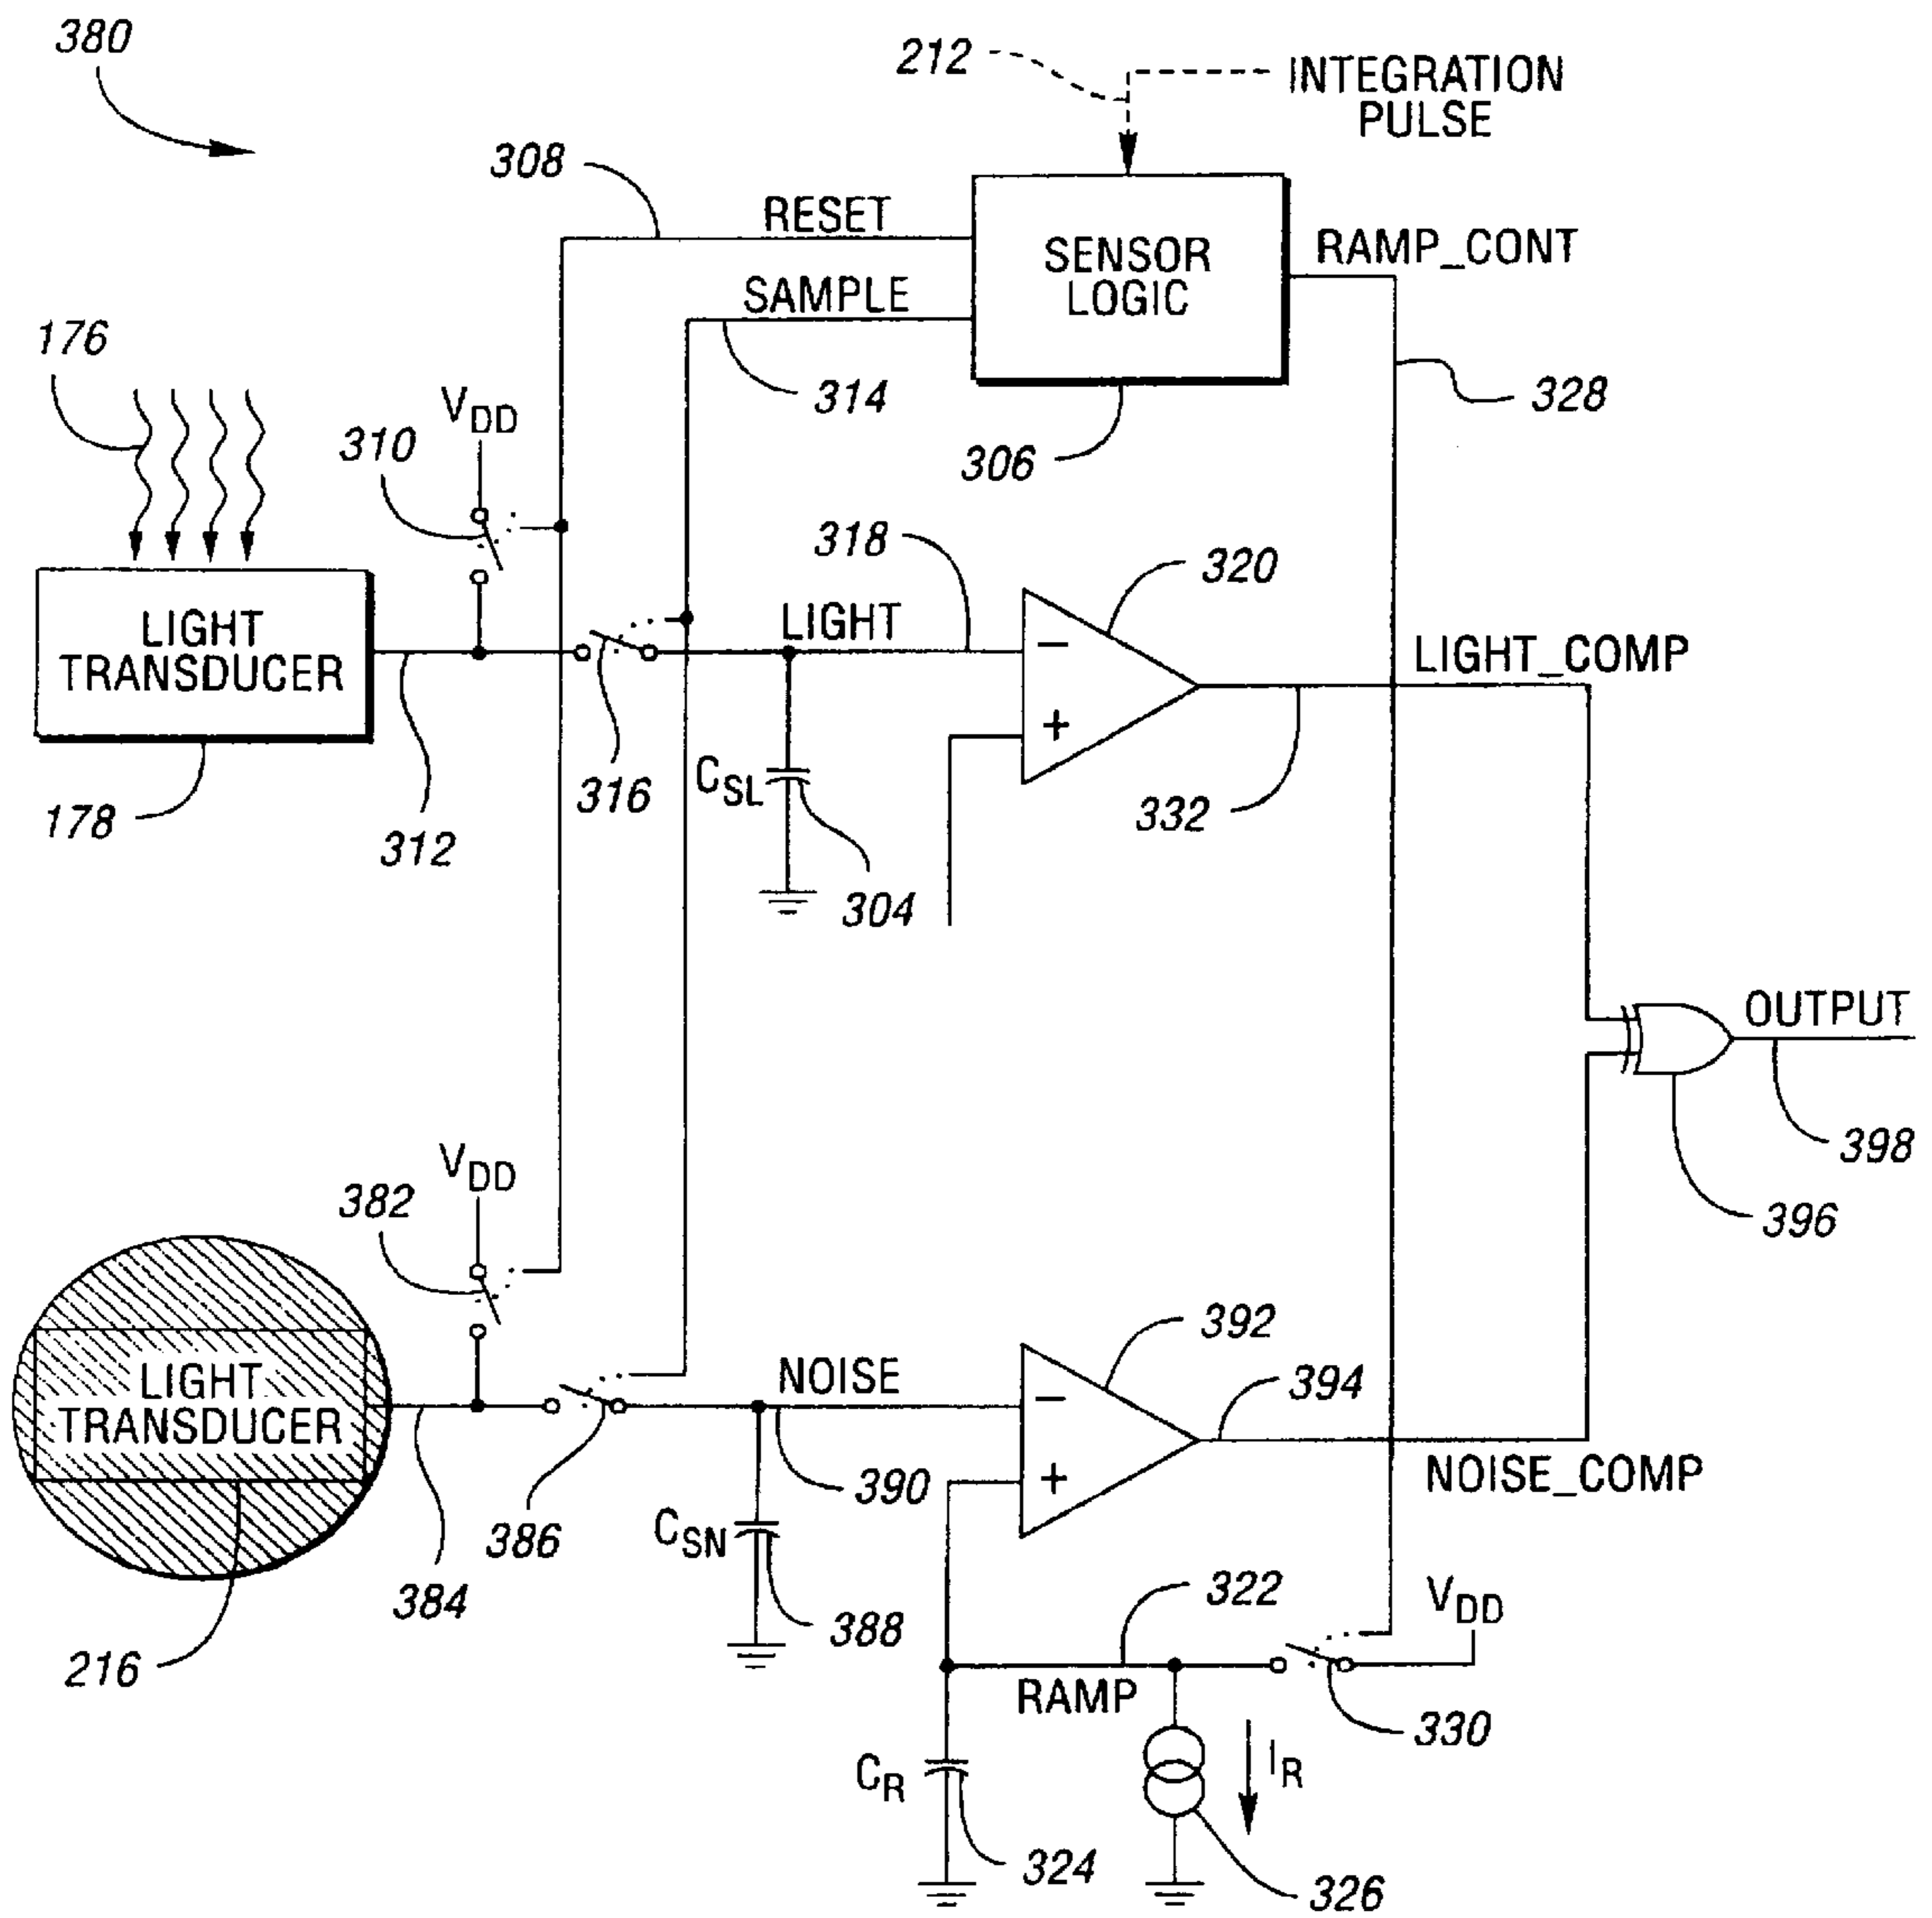 380
212
INTEGRATION
PULSE
308
RESET
SENSOR
LOGIC
RAMP_CONT
SAMPLE
176
314
328
VDD
310
306
318
320
LIGHT
TRANSDUCER
LIGHT
−
+
LIGHT_COMP
CSL
316
332
178
312
304
OUTPUT
398
396
VDD
382
392
LIGHT
TRANSDUCER
NOISE
−
+
394
NOISE_COMP
390
386
CSN
384
388
322
VDD
216
RAMP
330
CR
IR
324
326